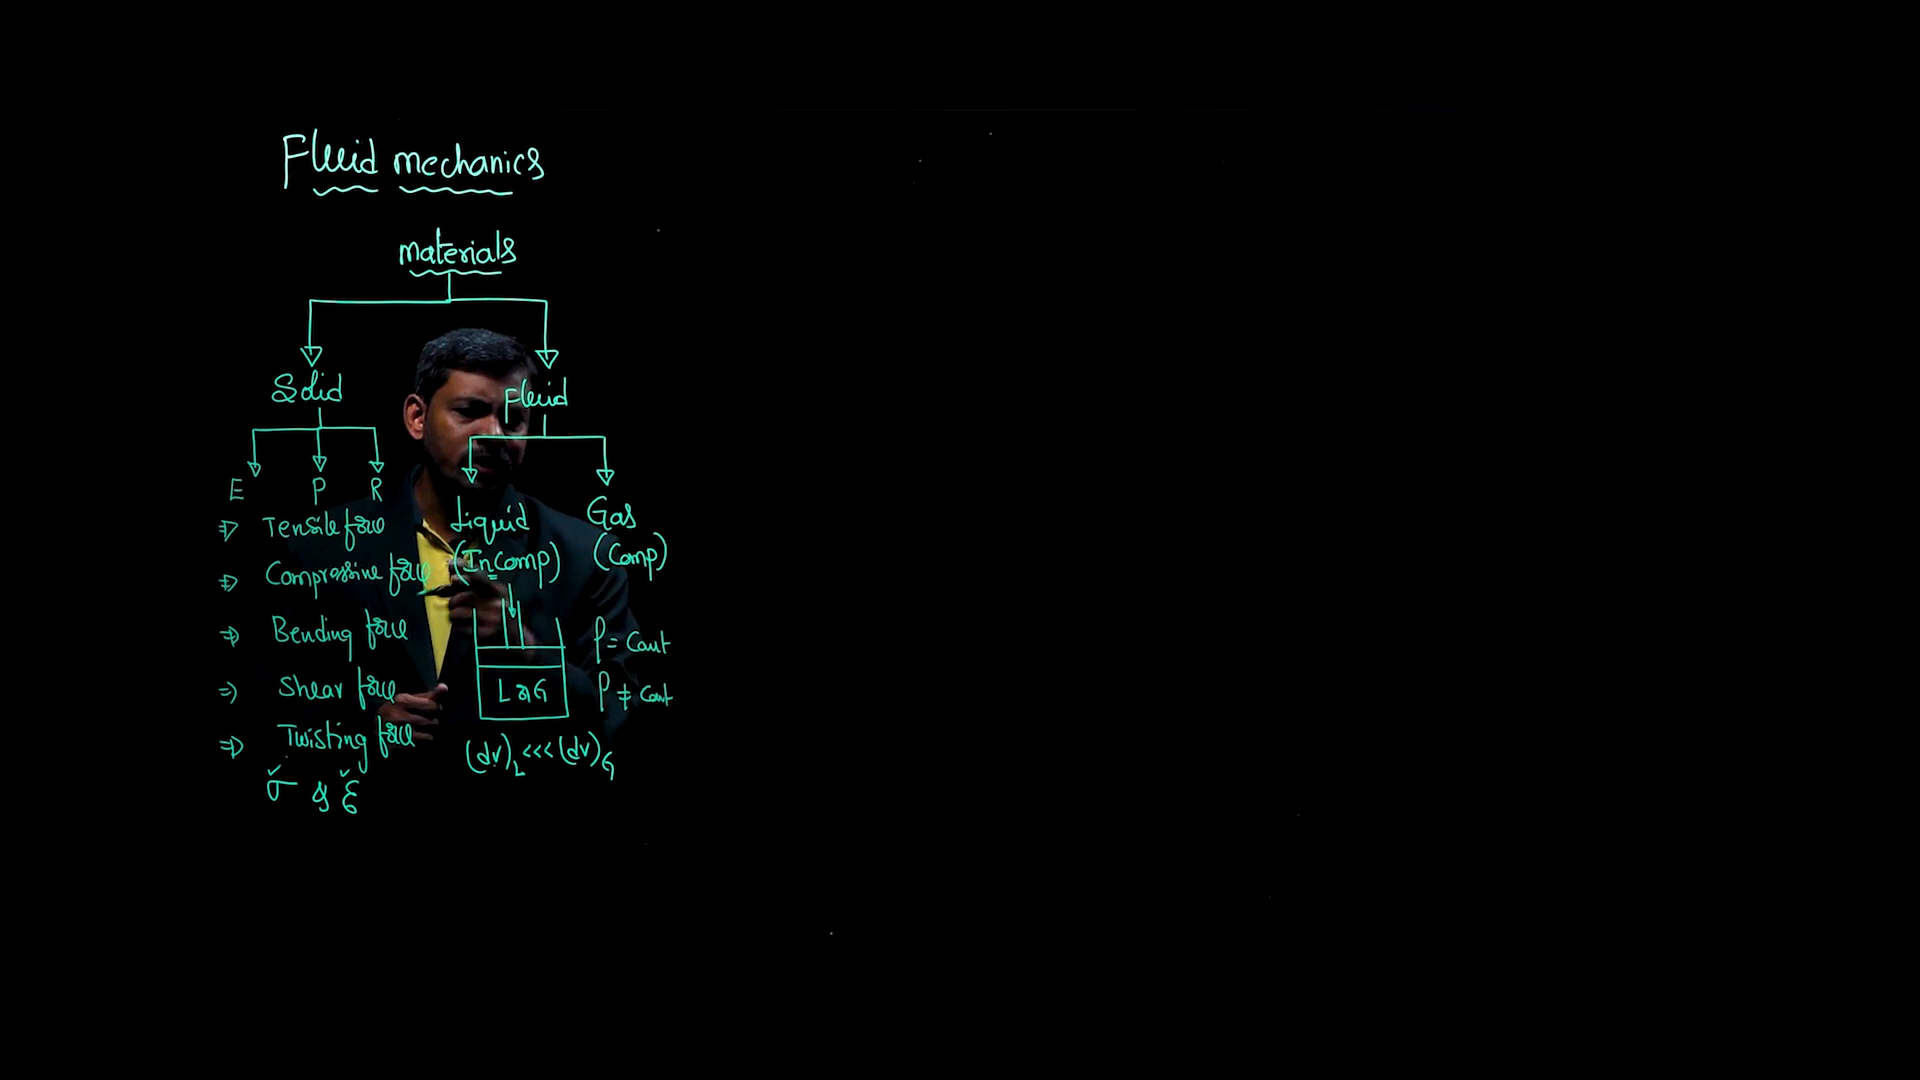 Fluid mechanics
materials
Solid
Fluid
E P R
Liquid
Gas
(InComp)
(Comp)
⇒ Tensile force
⇒ Compressive force
⇒ Bending force
⇒ Shear force
⇒ Twisting force
σ & ε
L or G
ρ = Const
ρ ≠ Const
(dv)L <<< (dv)G